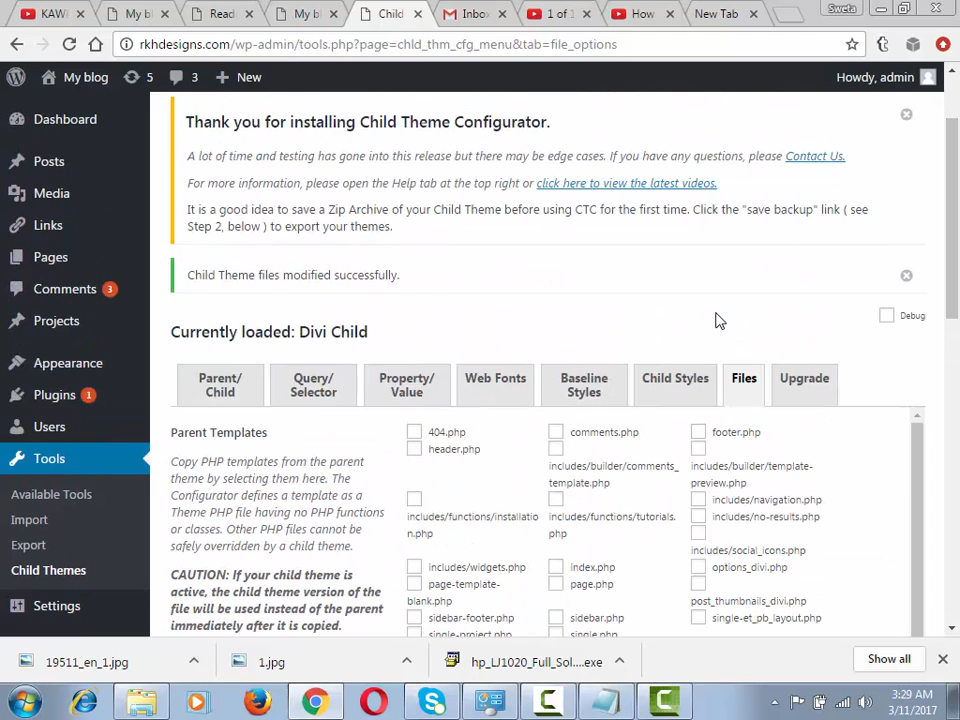 KAWI
My bl
Read
My bl
Child
Inbo
1 of 1
How
New Tab
Sweta
rkhdesigns.com/wp-admin/tools.php?page=chld_thm_cfg_menu&tab=file_options
My blog
5
3
New
Howdy, admin
Dashboard
Posts
Media
Links
Pages
Comments 3
Projects
Appearance
Plugins 1
Users
Tools
Available Tools
Import
Export
Child Themes
Settings
Thank you for installing Child Theme Configurator.
A lot of time and testing has gone into this release but there may be edge cases. If you have any questions, please Contact Us.
For more information, please open the Help tab at the top right or click here to view the latest videos.
It is a good idea to save a Zip Archive of your Child Theme before using CTC for the first time. Click the "save backup" link ( see
Step 2, below ) to export your themes.
Child Theme files modified successfully.
Debug
Currently loaded: Divi Child
Parent/
Child
Query/
Selector
Property/
Value
Web Fonts
Baseline
Styles
Child Styles
Files
Upgrade
Parent Templates
Copy PHP templates from the parent
theme by selecting them here. The
Configurator defines a template as a
Theme PHP file having no PHP functions
or classes. Other PHP files cannot be
safely overridden by a child theme.
CAUTION: If your child theme is
active, the child theme version of the
file will be used instead of the parent
immediately after it is copied.
404.php
comments.php
footer.php
header.php
includes/builder/comments_
template.php
includes/builder/template-
preview.php
includes/functions/installatio
n.php
includes/functions/tutorials.
php
includes/navigation.php
includes/no-results.php
includes/social_icons.php
includes/widgets.php
index.php
options_divi.php
page-template-
blank.php
page.php
post_thumbnails_divi.php
sidebar-footer.php
sidebar.php
single-et_pb_layout.php
single-project.php
single.php
19511_en_1.jpg
1.jpg
hp_LJ1020_Full_Sol....exe
Show all
3:29 AM
3/11/2017